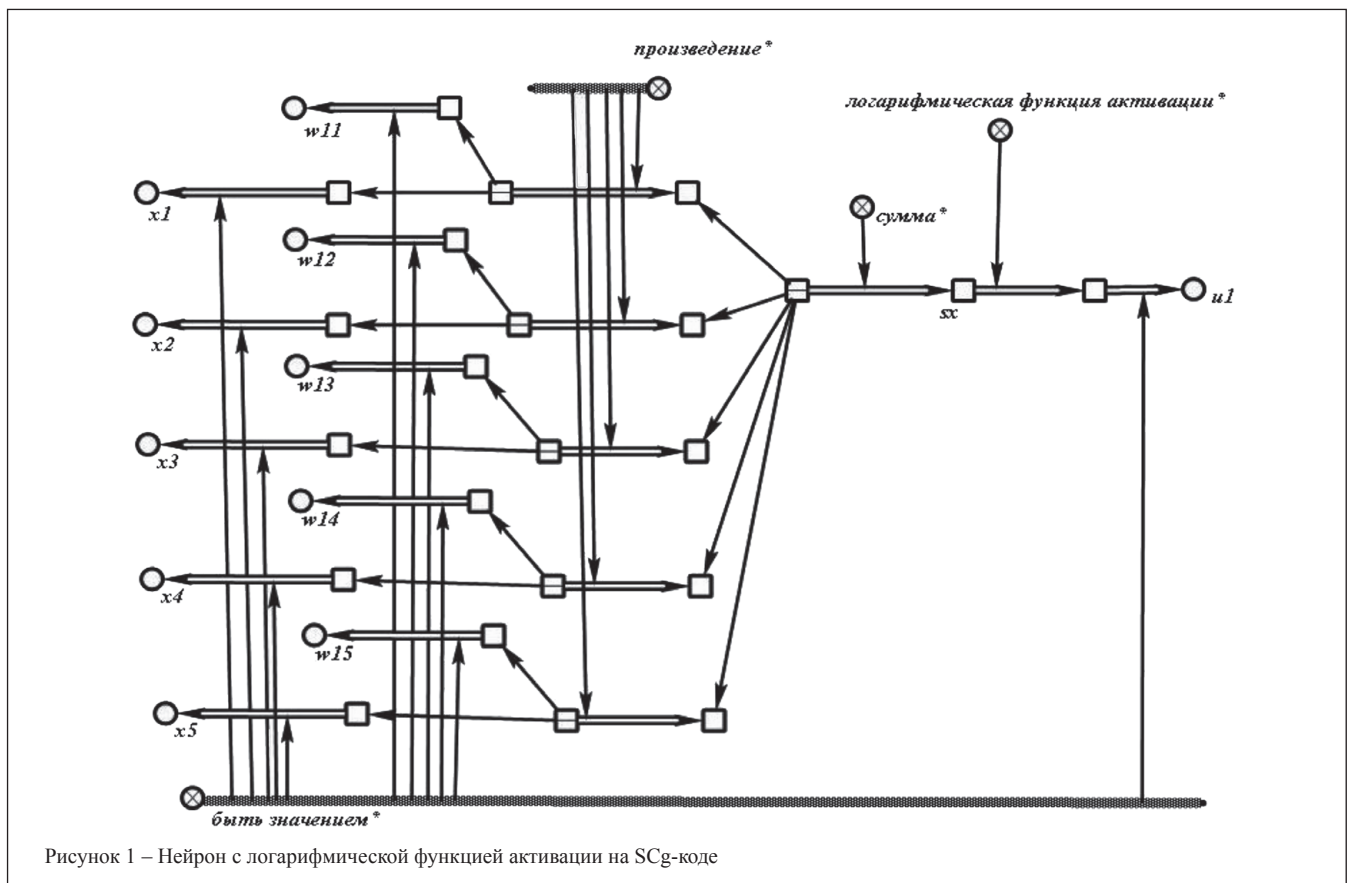 произведение*
w11
логарифмическая функция активации*
x1
сумма*
w12
sx
u1
x2
w13
x3
w14
x4
w15
x5
быть значением*
Рисунок 1 – Нейрон с логарифмической функцией активации на SCg-коде